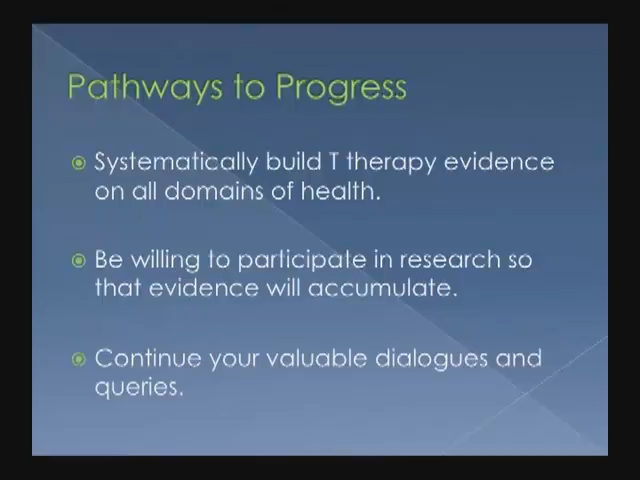 Pathways to Progress
Systematically build T therapy evidence
on all domains of health.
Be willing to participate in research so
that evidence will accumulate.
Continue your valuable dialogues and
queries.